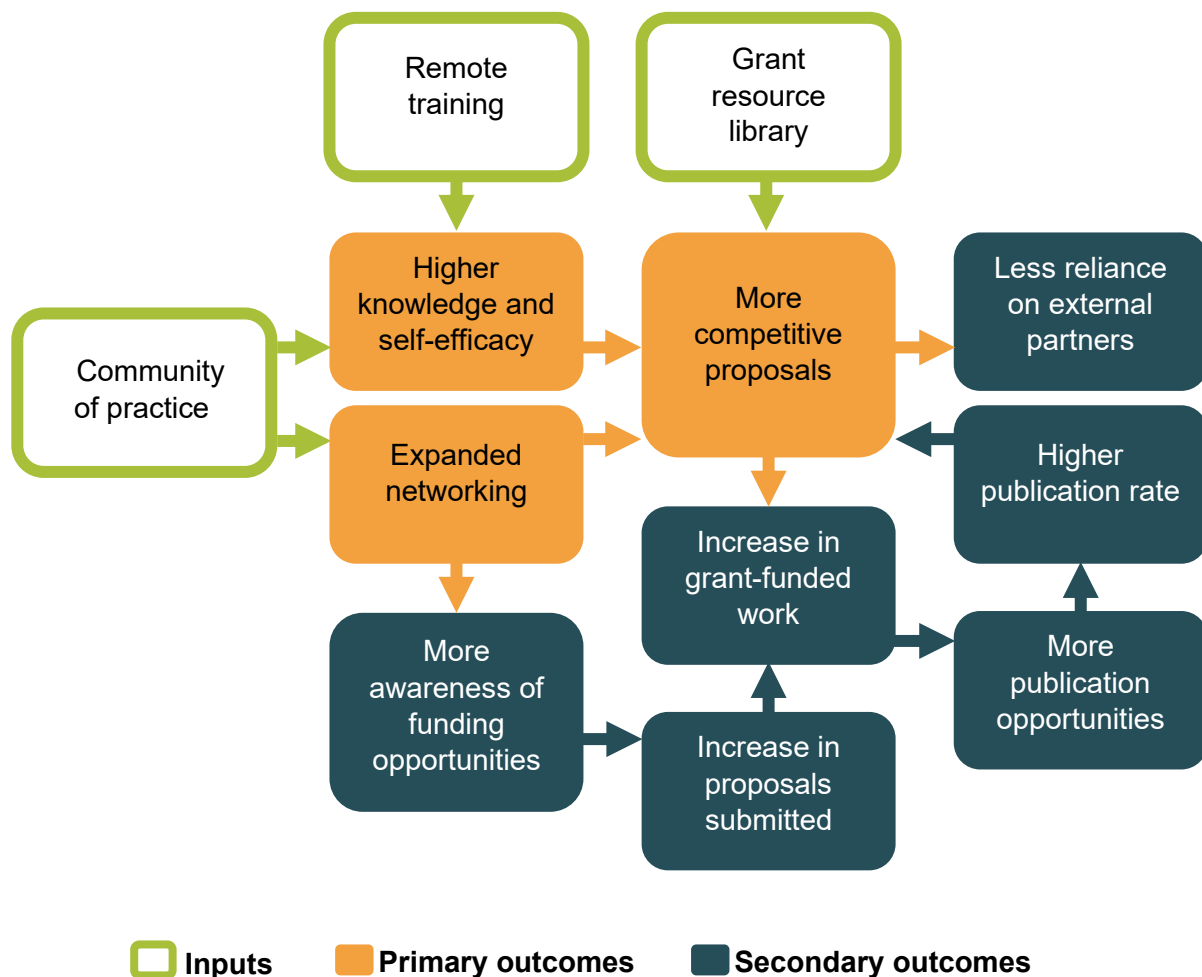 Remote
training
Grant
resource
library
Higher
knowledge and
self-efficacy
More
competitive
proposals
Less reliance
on external
partners
Community
of practice
Expanded
networking
Higher
publication rate
Increase in
grant-funded
work
More
awareness of
funding
opportunities
More
publication
opportunities
Increase in
proposals
submitted
Inputs
Primary outcomes
Secondary outcomes